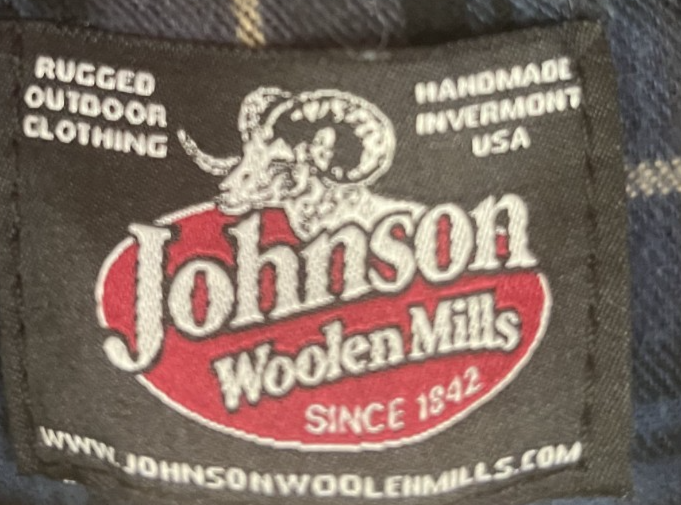 RUGGED
OUTDOOR
CLOTHING
HANDMADE
IN VERMONT
USA
Johnson
Woolen Mills
SINCE 1842
WWW.JOHNSONWOOLENMILLS.COM